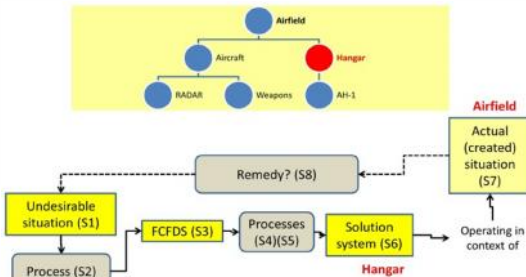 Airfield
Aircraft
Hangar
RADAR
Weapons
AH-1
Airfield
Actual
(created)
situation
(S7)
Remedy? (S8)
Undesirable
situation (S1)
FCFDS (S3)
Processes
(S4)(S5)
Solution
system (S6)
Operating in
context of
Process (S2)
Hangar